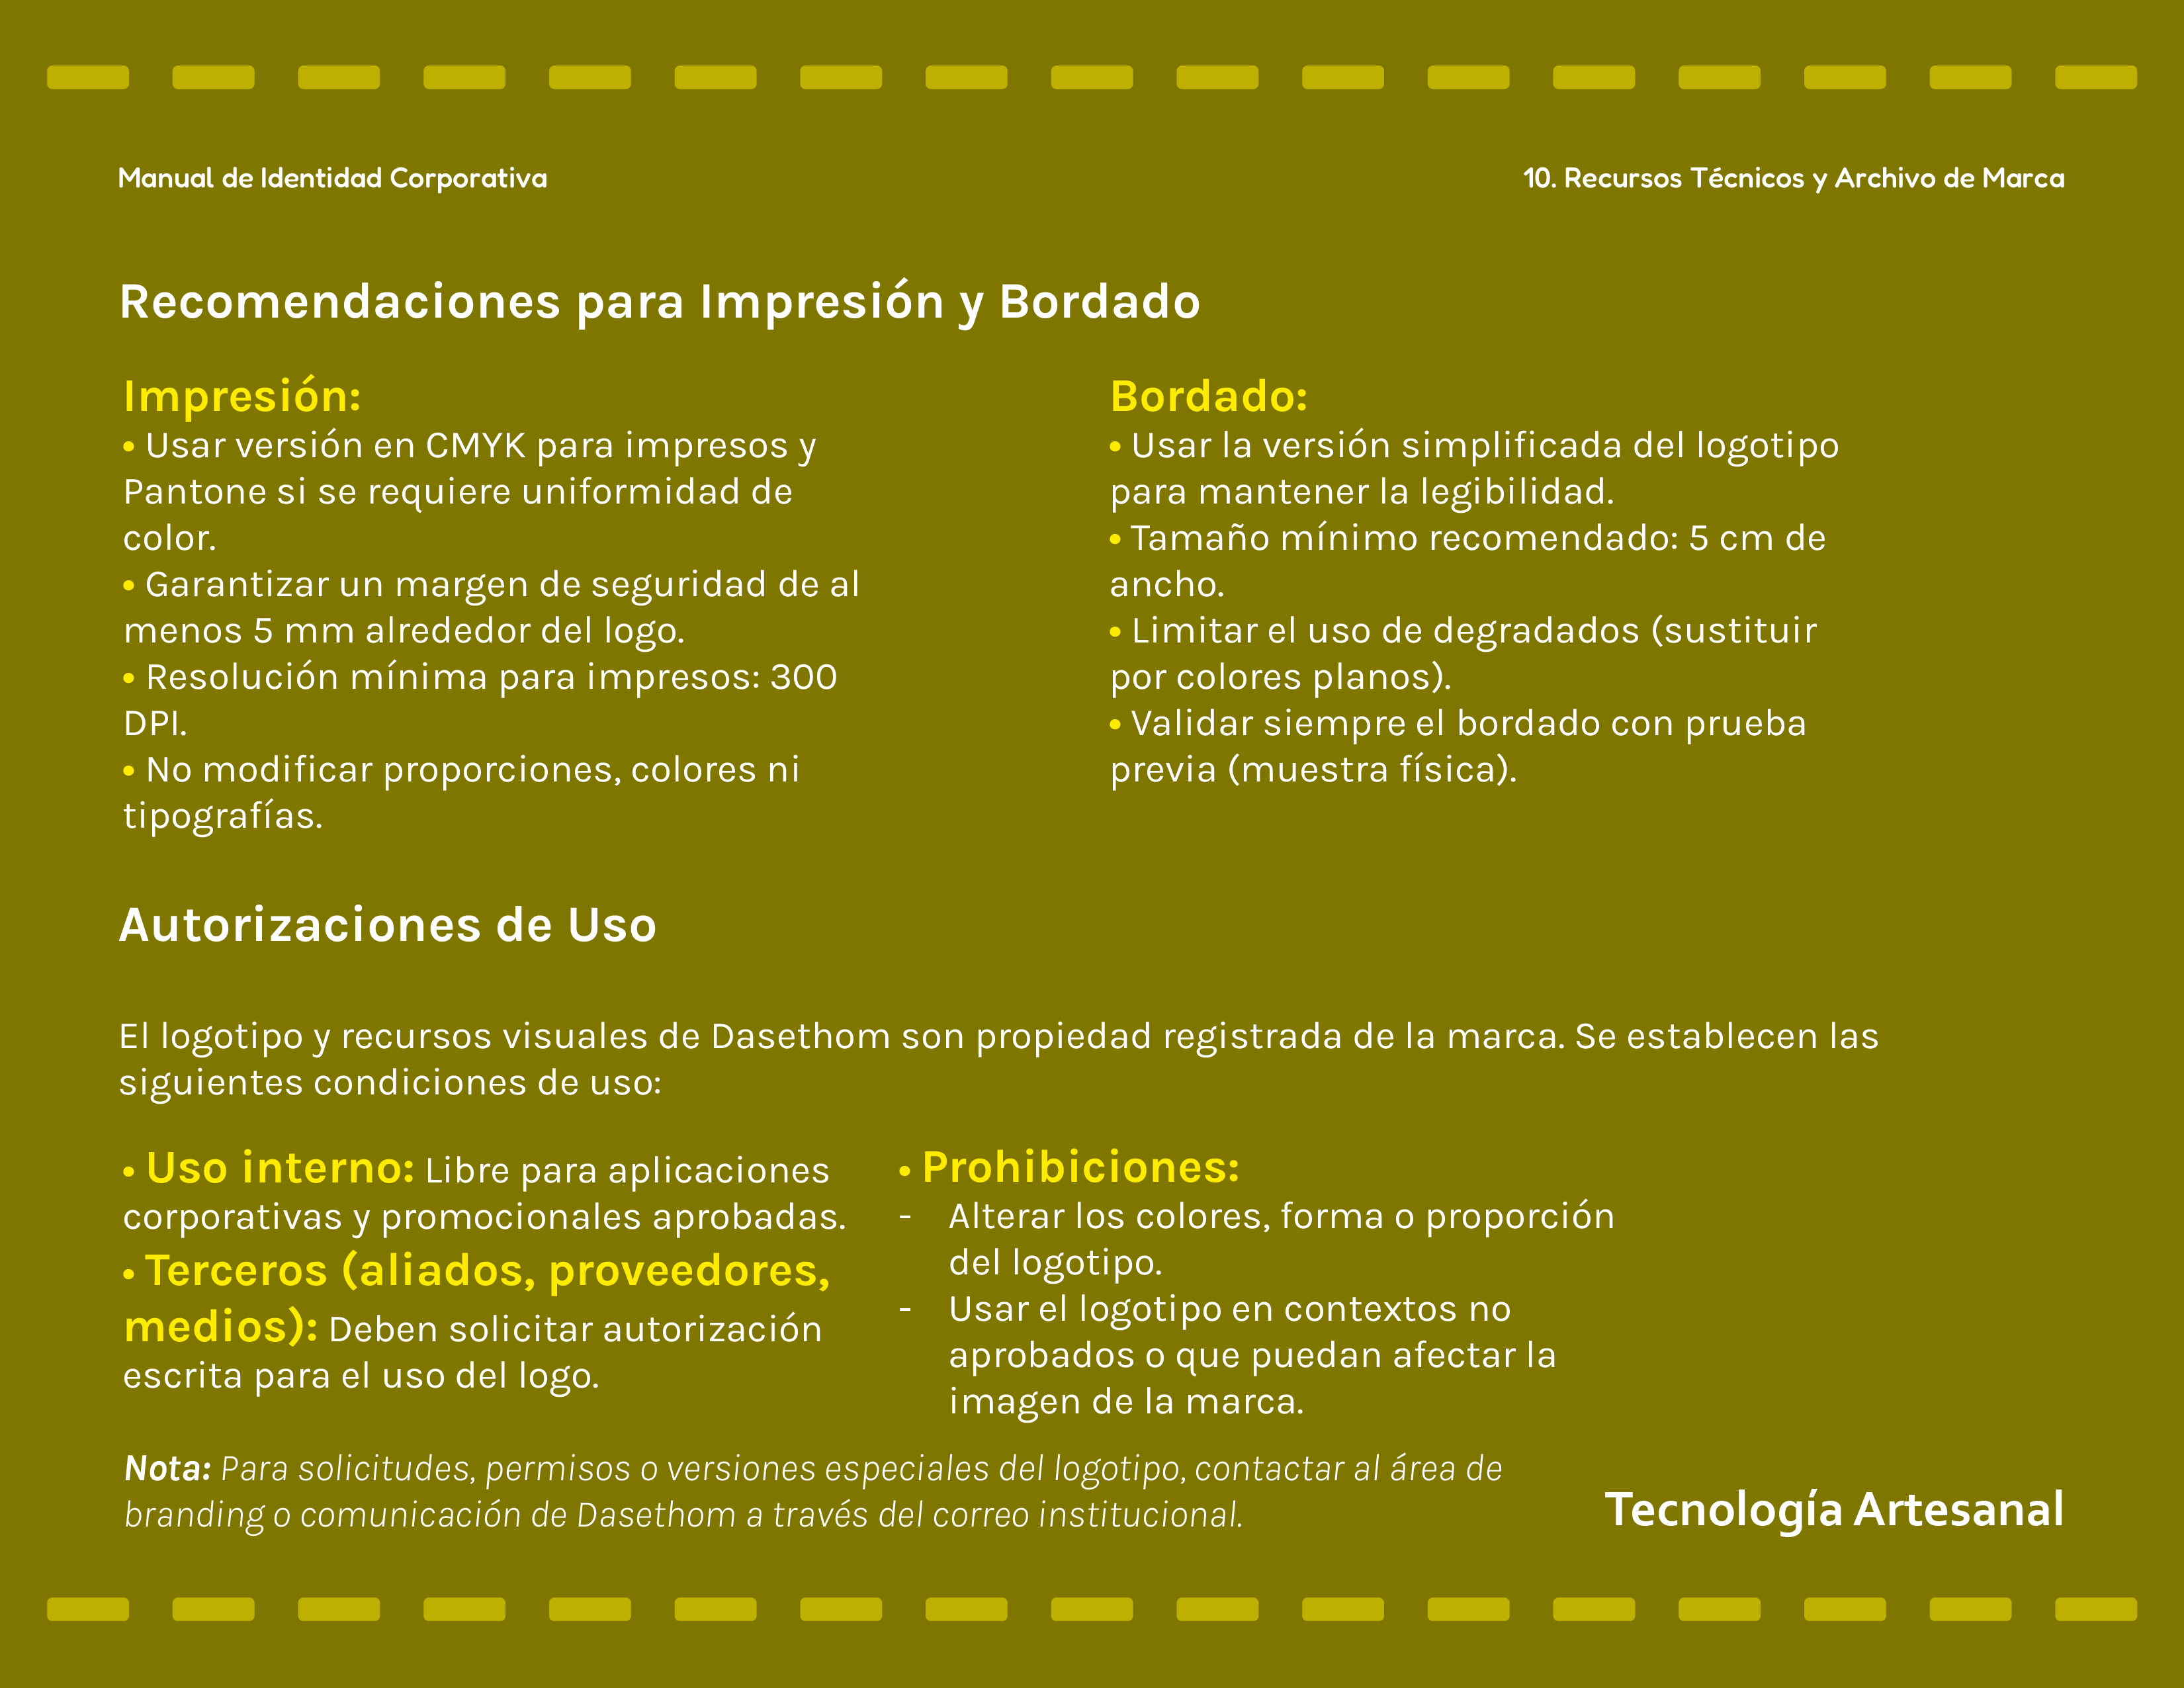 Manual de Identidad Corporativa
10. Recursos Técnicos y Archivo de Marca
Recomendaciones para Impresión y Bordado
Impresión:
• Usar versión en CMYK para impresos y
Pantone si se requiere uniformidad de
color.
• Garantizar un margen de seguridad de al
menos 5 mm alrededor del logo.
• Resolución mínima para impresos: 300
DPI.
• No modificar proporciones, colores ni
tipografías.
Bordado:
• Usar la versión simplificada del logotipo
para mantener la legibilidad.
• Tamaño mínimo recomendado: 5 cm de
ancho.
• Limitar el uso de degradados (sustituir
por colores planos).
• Validar siempre el bordado con prueba
previa (muestra física).
Autorizaciones de Uso
El logotipo y recursos visuales de Dasethom son propiedad registrada de la marca. Se establecen las
siguientes condiciones de uso:
• Uso interno: Libre para aplicaciones
corporativas y promocionales aprobadas.
• Terceros (aliados, proveedores,
medios): Deben solicitar autorización
escrita para el uso del logo.
• Prohibiciones:
- Alterar los colores, forma o proporción
del logotipo.
- Usar el logotipo en contextos no
aprobados o que puedan afectar la
imagen de la marca.
Nota: Para solicitudes, permisos o versiones especiales del logotipo, contactar al área de
branding o comunicación de Dasethom a través del correo institucional.
Tecnología Artesanal